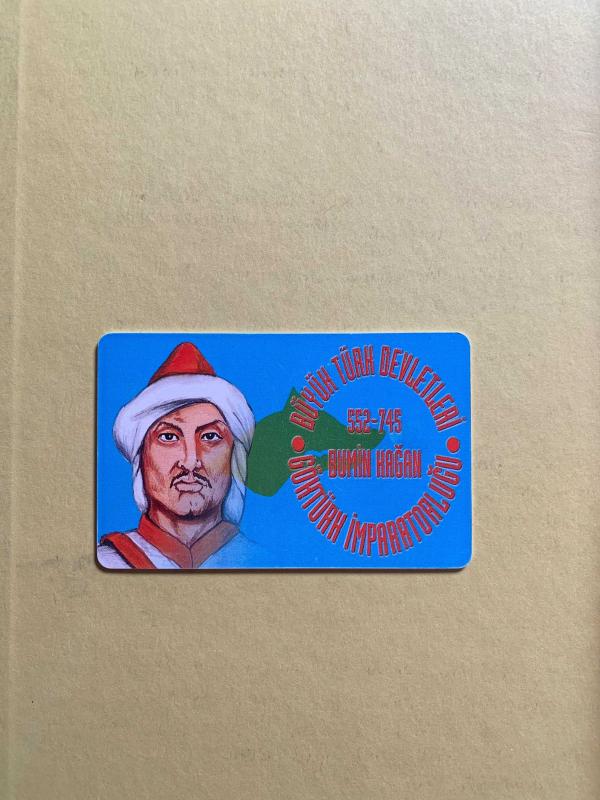 BÜYÜK TÜRK DEVLETLERİ
552-745
BUMİN KAĞAN
GÖKTÜRK İMPARATORLUĞU